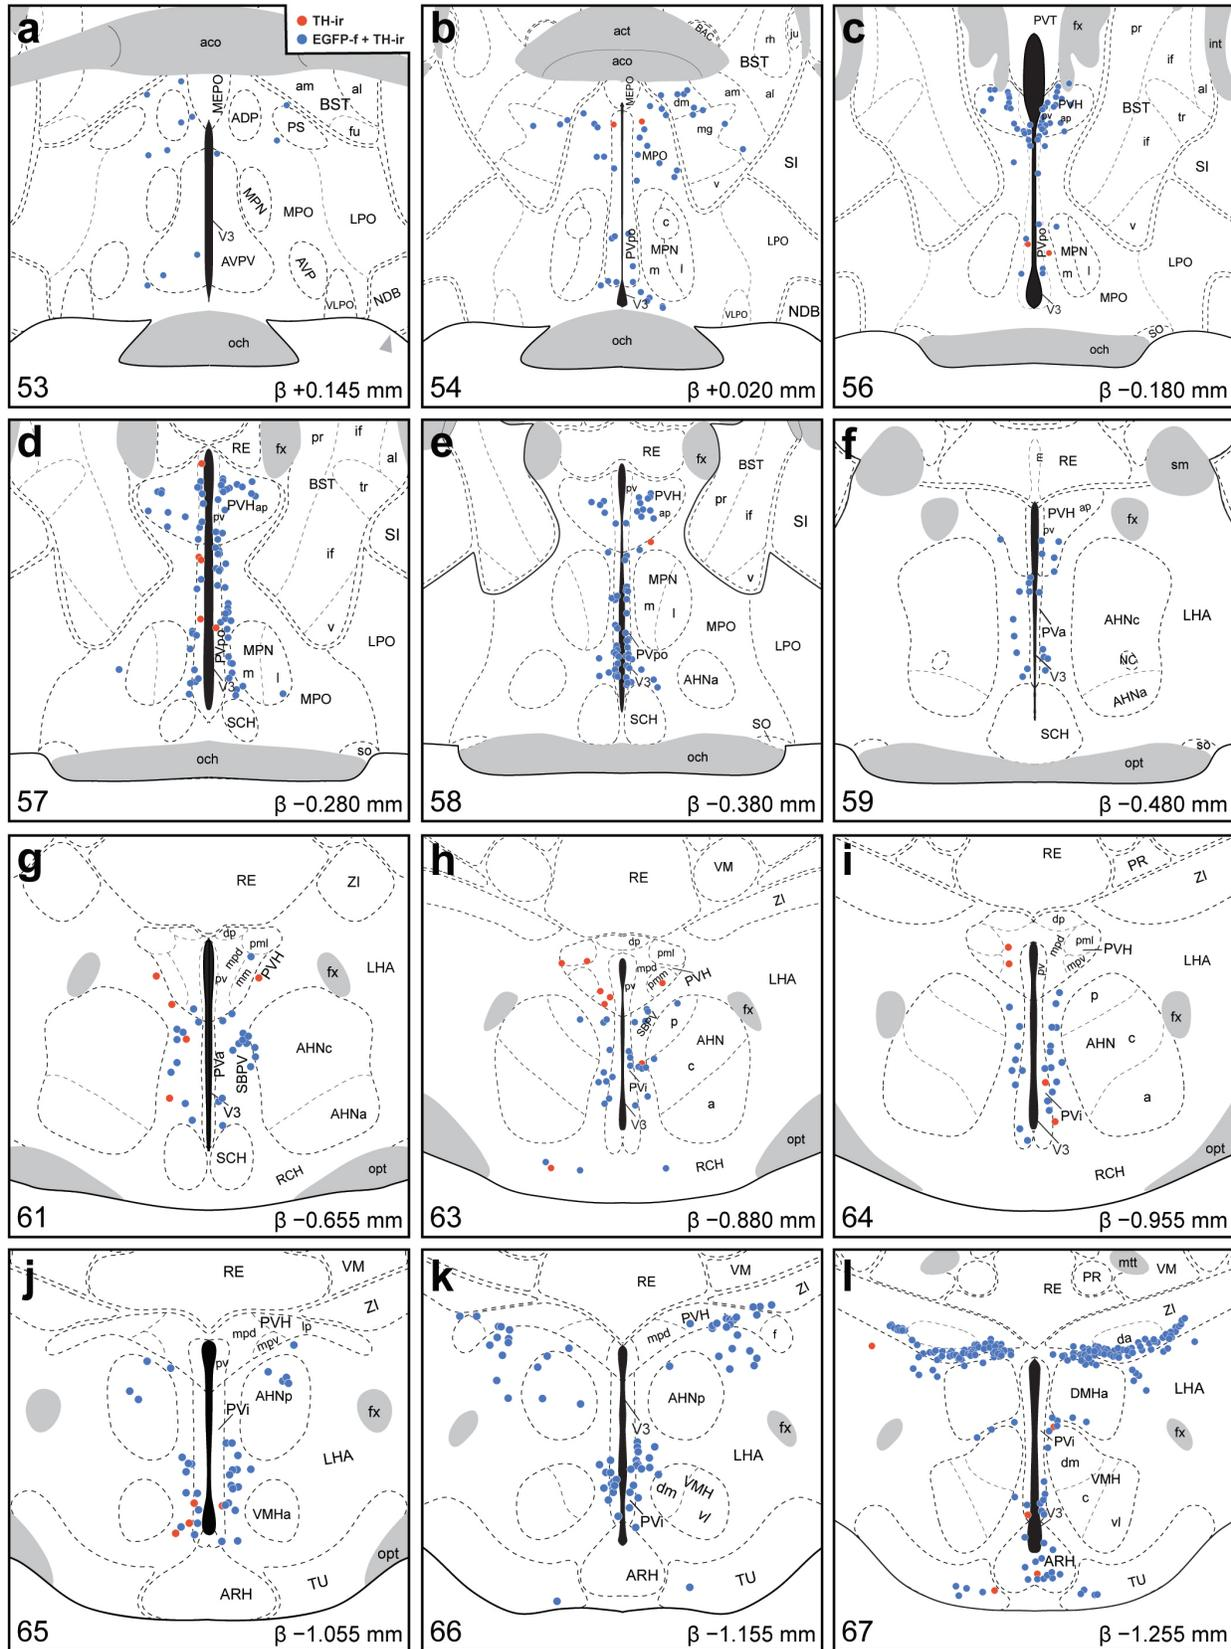 a
TH-ir
EGFP-f + TH-ir
aco
MEPO
ADP
am
al
BST
PS
fu
MPN
MPO
LPO
V3
AVPV
AVP
VLPO
NDB
och
53
β +0.145 mm
b
act
BAC
rh
ju
aco
BST
MEPO
dm
am
al
mg
MPO
SI
v
c
PVpo
MPN
LPO
m
l
V3
VLPO
NDB
och
54
β +0.020 mm
c
PVT
fx
pr
int
if
al
PVH
BST
pv
ap
tr
if
SI
v
PVpo
MPN
LPO
m
l
MPO
V3
SO
och
56
β −0.180 mm
d
RE
fx
pr
if
al
BST
tr
PVH
ap
pv
SI
if
v
PVpo
LPO
MPN
m
l
V3
MPO
SCH
so
och
57
β −0.280 mm
e
RE
fx
BST
pv
PVH
pr
ap
if
SI
MPN
v
m
l
MPO
PVpo
LPO
V3
AHNa
SCH
SO
och
58
β −0.380 mm
f
m
RE
sm
PVH
ap
fx
pv
AHNc
LHA
PVa
NC
V3
AHNa
SCH
so
opt
59
β −0.480 mm
g
RE
ZI
dp
pml
mpd
PVH
mm
pv
fx
LHA
PVa
SBPV
AHNc
V3
AHNa
SCH
RCH
opt
61
β −0.655 mm
h
RE
VM
ZI
dp
pml
mpd
PVH
pmm
pv
LHA
fx
SBPV
p
AHN
c
PVi
a
V3
opt
RCH
63
β −0.880 mm
i
RE
PR
ZI
dp
pml
mpd
PVH
mpv
pv
LHA
p
fx
AHN
c
a
PVi
V3
opt
RCH
64
β −0.955 mm
j
RE
VM
ZI
PVH
lp
mpd
mpv
pv
AHNp
PVi
fx
LHA
VMHa
opt
ARH
TU
65
β −1.055 mm
k
RE
VM
ZI
PVH
mpd
f
AHNp
V3
fx
LHA
dm
VMH
vl
PVi
ARH
TU
66
β −1.155 mm
l
mtt
RE
PR
VM
ZI
da
DMHa
LHA
fx
PVi
dm
VMH
c
V3
vl
ARH
TU
67
β −1.255 mm